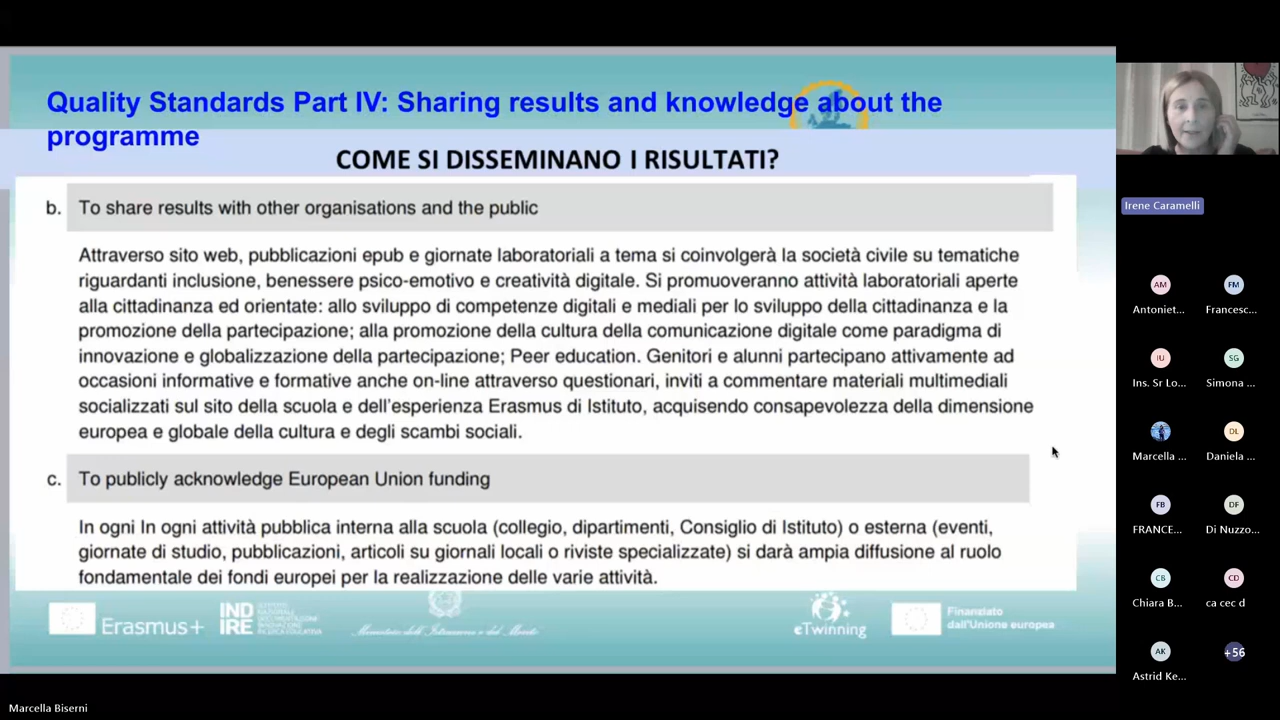 Quality Standards Part IV: Sharing results and knowledge about the
programme
COME SI DISSEMINANO I RISULTATI?
b. To share results with other organisations and the public
Attraverso sito web, pubblicazioni epub e giornate laboratoriali a tema si coinvolgerà la società civile su tematiche
riguardanti inclusione, benessere psico-emotivo e creatività digitale. Si promuoveranno attività laboratoriali aperte
alla cittadinanza ed orientate: allo sviluppo di competenze digitali e mediali per lo sviluppo della cittadinanza e la
promozione della partecipazione; alla promozione della cultura della comunicazione digitale come paradigma di
innovazione e globalizzazione della partecipazione; Peer education. Genitori e alunni partecipano attivamente ad
occasioni informative e formative anche on-line attraverso questionari, inviti a commentare materiali multimediali
socializzati sul sito della scuola e dell'esperienza Erasmus di Istituto, acquisendo consapevolezza della dimensione
europea e globale della cultura e degli scambi sociali.
c. To publicly acknowledge European Union funding
In ogni In ogni attività pubblica interna alla scuola (collegio, dipartimenti, Consiglio di Istituto) o esterna (eventi,
giornate di studio, pubblicazioni, articoli su giornali locali o riviste specializzate) si darà ampia diffusione al ruolo
fondamentale dei fondi europei per la realizzazione delle varie attività.
Erasmus+
IND
IRE
eTwinning
Finanziato
dall'Unione europea
Irene Caramelli
AM FM
Antoniet... Francesc...
IU SG
Ins. Sr Lo... Simona ...
DL
Marcella ... Daniela ...
FB DF
FRANCE... Di Nuzzo...
CB CD
Chiara B... ca cec d
AK +56
Astrid Ke...
Marcella Biserni